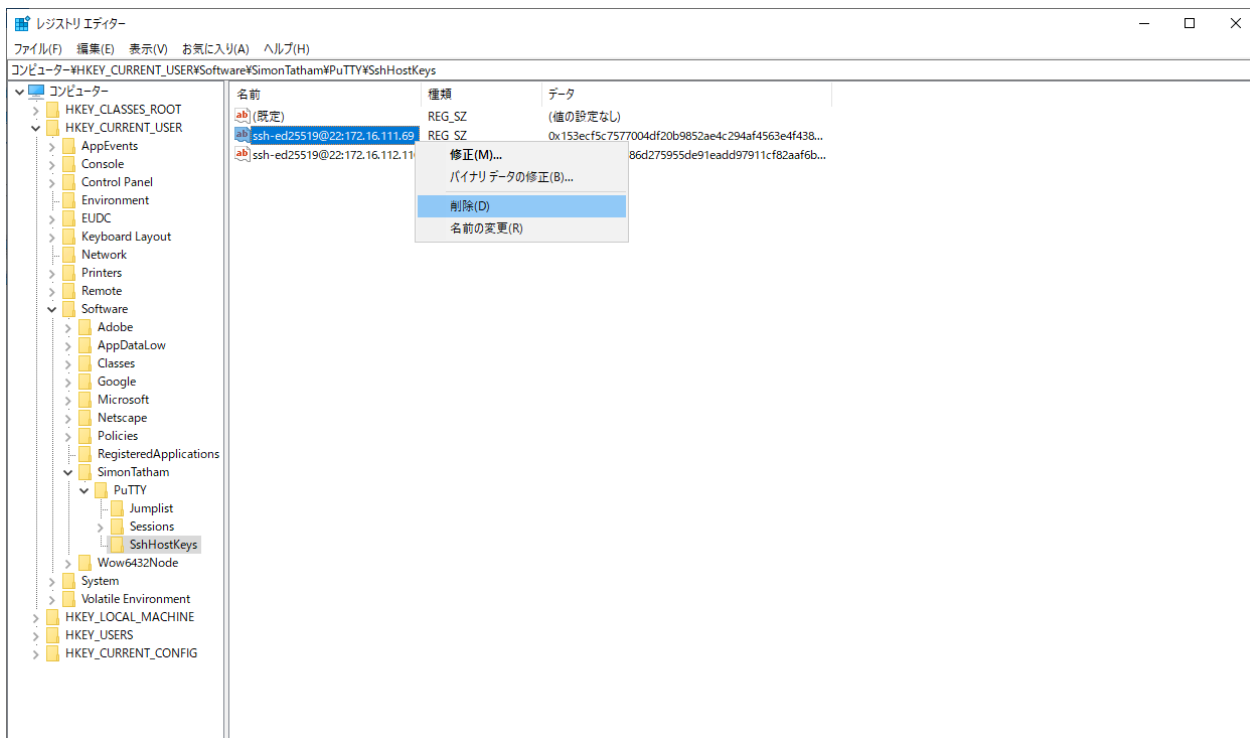 レジストリ エディター
ファイル(F) 編集(E) 表示(V) お気に入り(A) ヘルプ(H)
コンピューター¥HKEY_CURRENT_USER¥Software¥SimonTatham¥PuTTY¥SshHostKeys
コンピューター
HKEY_CLASSES_ROOT
HKEY_CURRENT_USER
AppEvents
Console
Control Panel
Environment
EUDC
Keyboard Layout
Network
Printers
Remote
Software
Adobe
AppDataLow
Classes
Google
Microsoft
Netscape
Policies
RegisteredApplications
SimonTatham
PuTTY
Jumplist
Sessions
SshHostKeys
Wow6432Node
System
Volatile Environment
HKEY_LOCAL_MACHINE
HKEY_USERS
HKEY_CURRENT_CONFIG
名前 種類 データ
ab (既定) REG_SZ (値の設定なし)
ab ssh-ed25519@22:172.16.111.69 REG_SZ 0x153ecf5c7577004df20b9852ae4c294af4563e4f438...
ab ssh-ed25519@22:172.16.112.11 86d275955de91eadd97911cf82aaf6b...
修正(M)...
バイナリ データの修正(B)...
削除(D)
名前の変更(R)